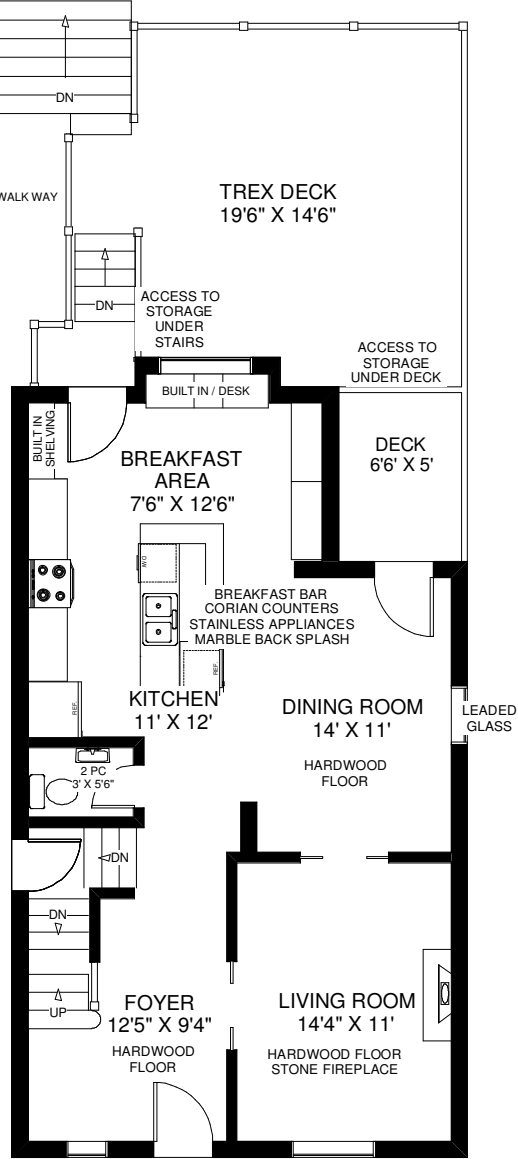 DN
WALK WAY
TREX DECK
19'6" X 14'6"
DN
ACCESS TO
STORAGE
UNDER
STAIRS
ACCESS TO
STORAGE
UNDER DECK
BUILT IN / DESK
BUILT IN
SHELVING
BREAKFAST
AREA
7'6" X 12'6"
DECK
6'6' X 5'
D/W
BREAKFAST BAR
CORIAN COUNTERS
STAINLESS APPLIANCES
MARBLE BACK SPLASH
REF.
REF.
KITCHEN
11' X 12'
DINING ROOM
14' X 11'
HARDWOOD
FLOOR
LEADED
GLASS
2 PC
3' X 5'6"
DN
DN
UP
FOYER
12'5" X 9'4"
HARDWOOD
FLOOR
LIVING ROOM
14'4" X 11'
HARDWOOD FLOOR
STONE FIREPLACE